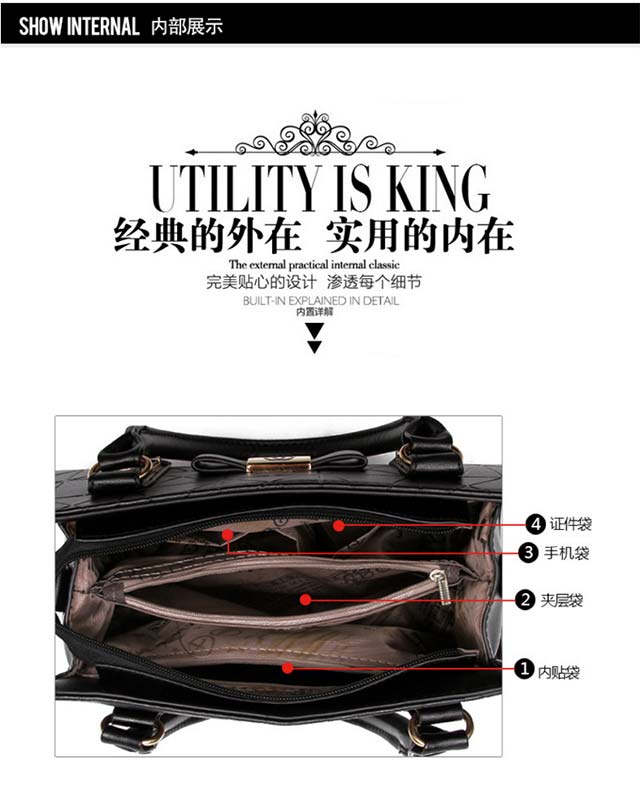 SHOW INTERNAL 内部展示
UTILITY IS KING
经典的外在 实用的内在
The external practical internal classic
完美贴心的设计 渗透每个细节
BUILT-IN EXPLAINED IN DETAIL
内置详解
4 证件袋
3 手机袋
2 夹层袋
1 内贴袋